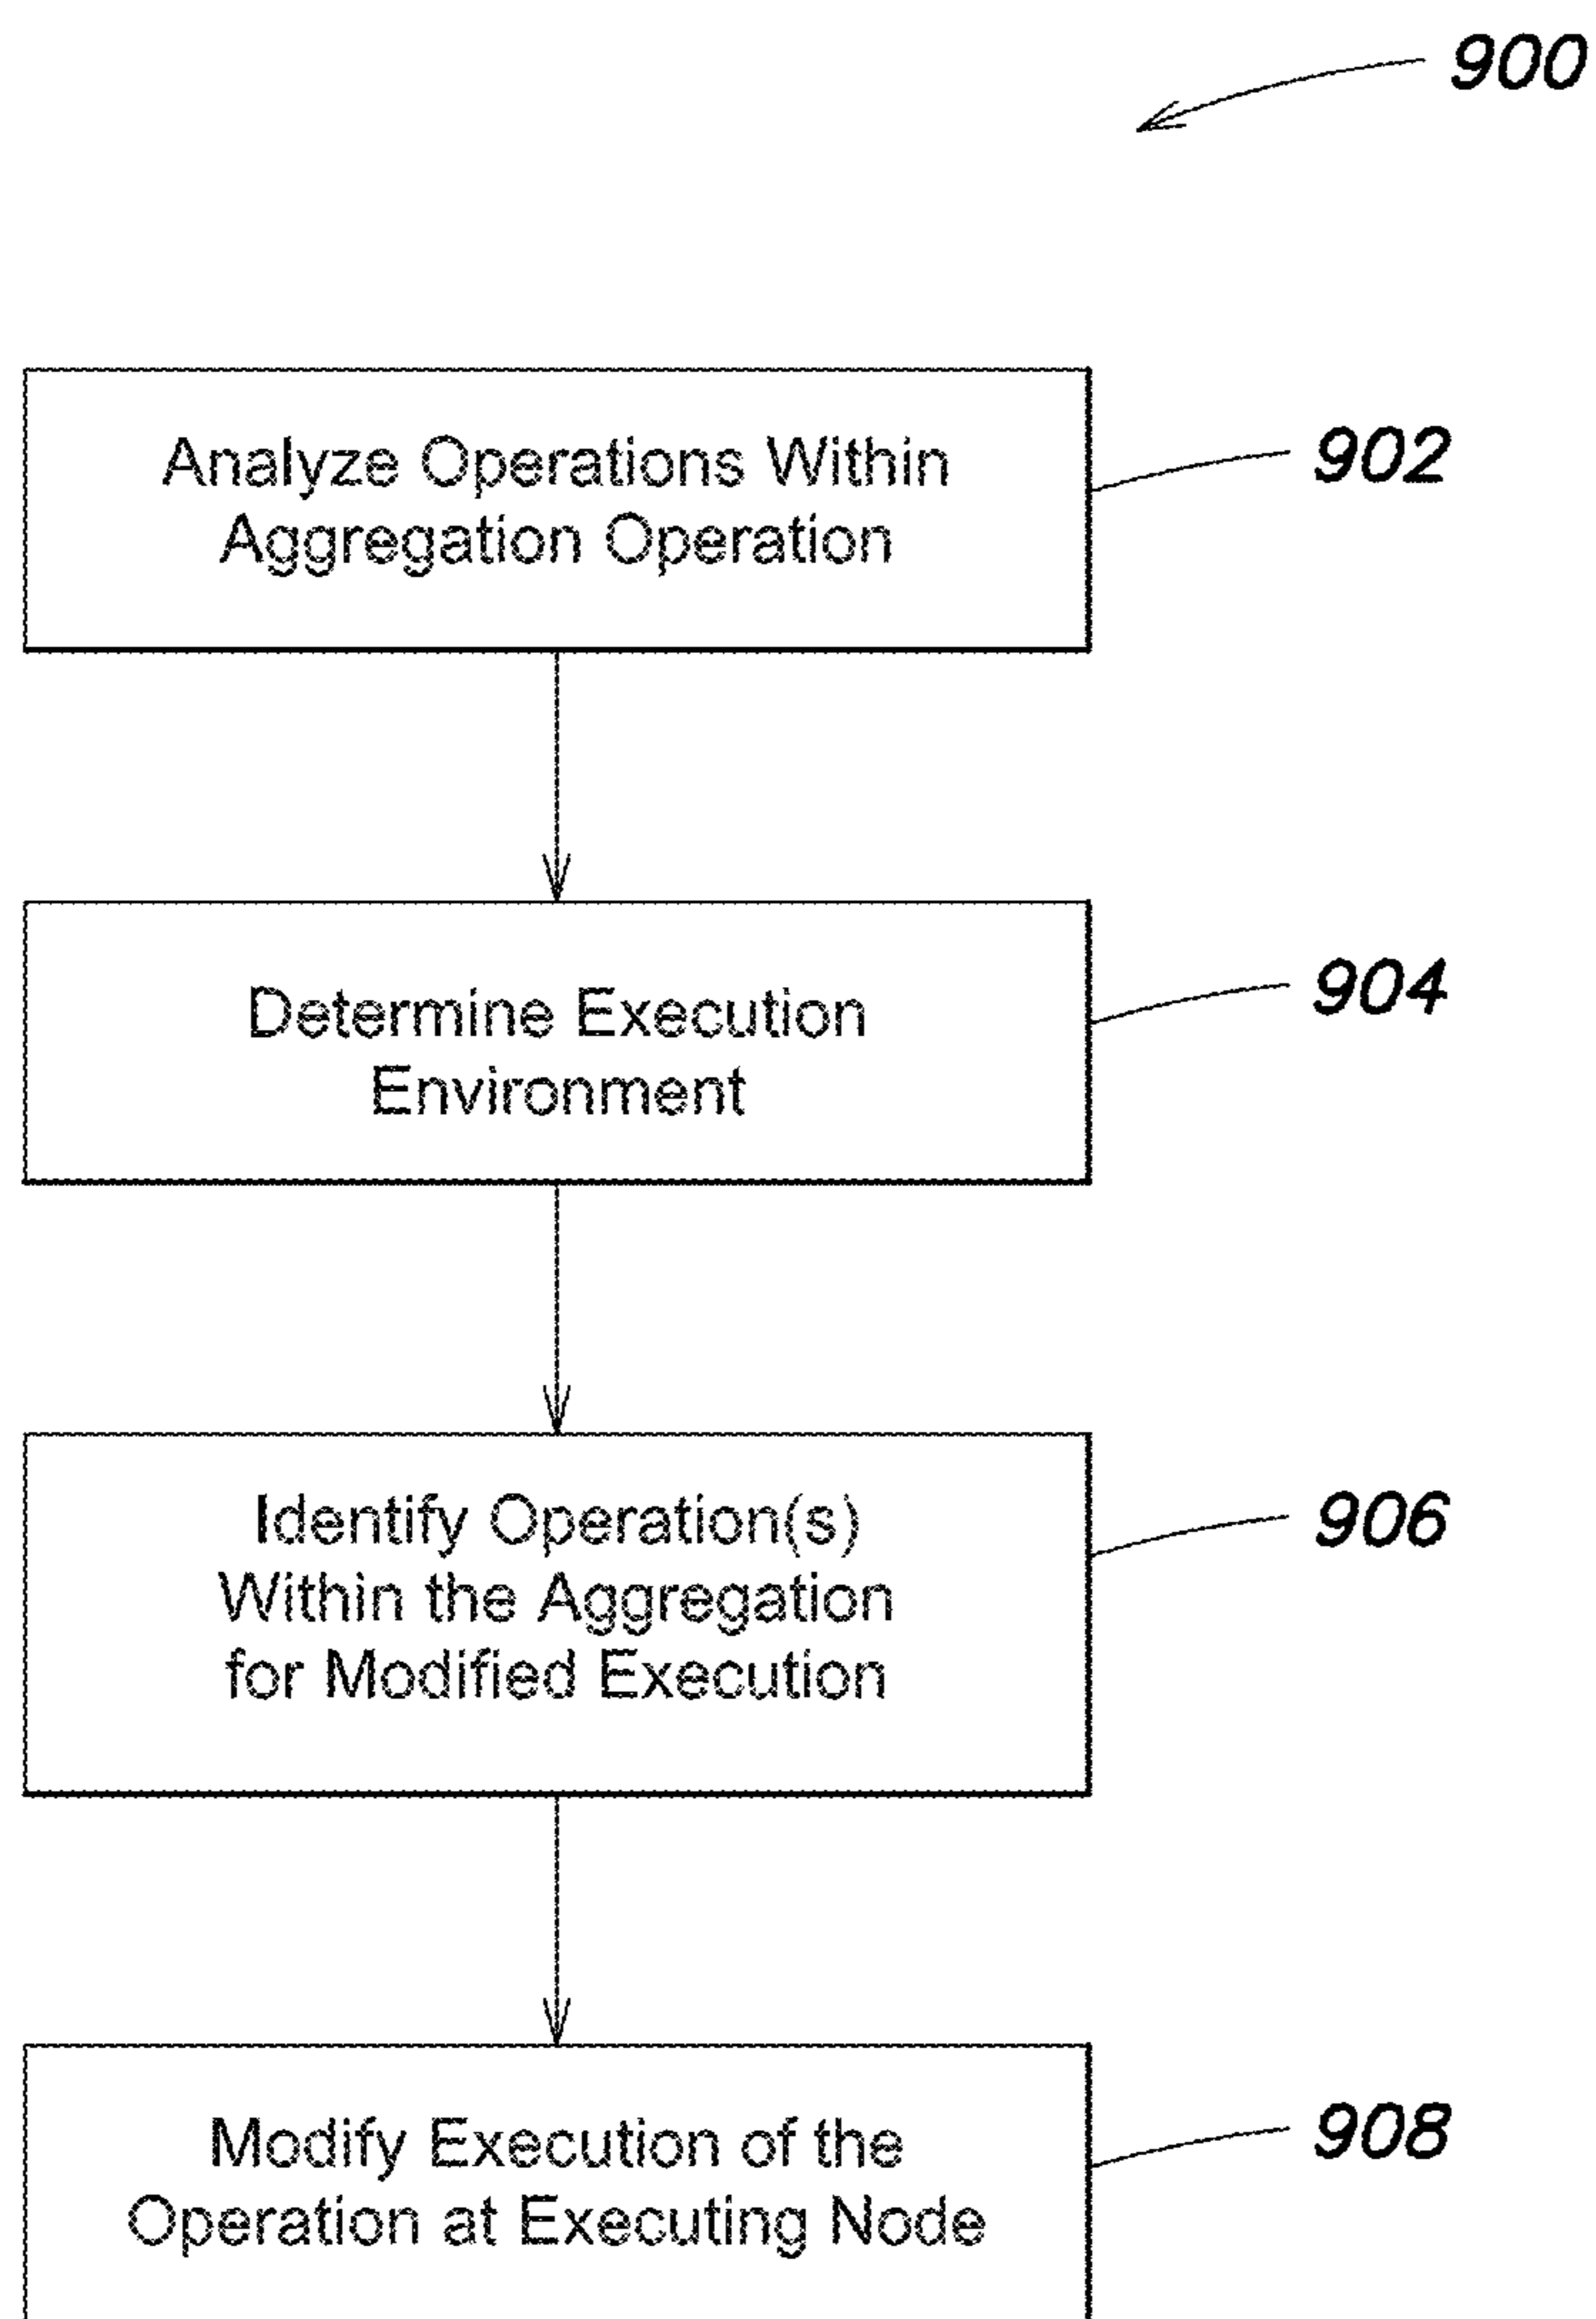 900
Analyze Operations Within
Aggregation Operation
902
Determine Execution
Environment
904
Identify Operation(s)
Within the Aggregation
for Modified Execution
906
Modify Execution of the
Operation at Executing Node
908